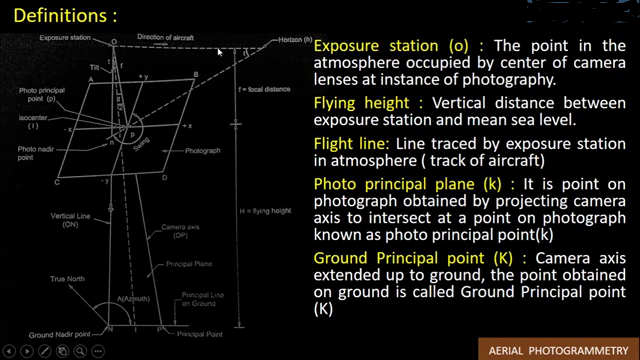 Definitions :
Exposure station
O
Direction of aircraft
Horizon (h)
t
f
Tilt
A
+ y
B
Photo principal
point (p)
f = focal distance
isocenter
( i )
- x
+ x
p
n
Swing
Photo nadir
point
Photograph
C
- y
D
Vertical Line
(ON)
H = flying height
Camera axis
(OP)
Principal Plane
True North
A(Azmuth)
Principal Line
on Ground
N
I
P
Ground Nadir point
Principal Point
Exposure station (o) : The point in the
atmosphere occupied by center of camera
lenses at instance of photography.
Flying height : Vertical distance between
exposure station and mean sea level.
Flight line: Line traced by exposure station
in atmosphere ( track of aircraft)
Photo principal plane (k) : It is point on
photograph obtained by projecting camera
axis to intersect at a point on photograph
known as photo principal point(k)
Ground Principal point (K) : Camera axis
extended up to ground, the point obtained
on ground is called Ground Principal point
(K)
AERIAL PHOTOGRAMMETRY